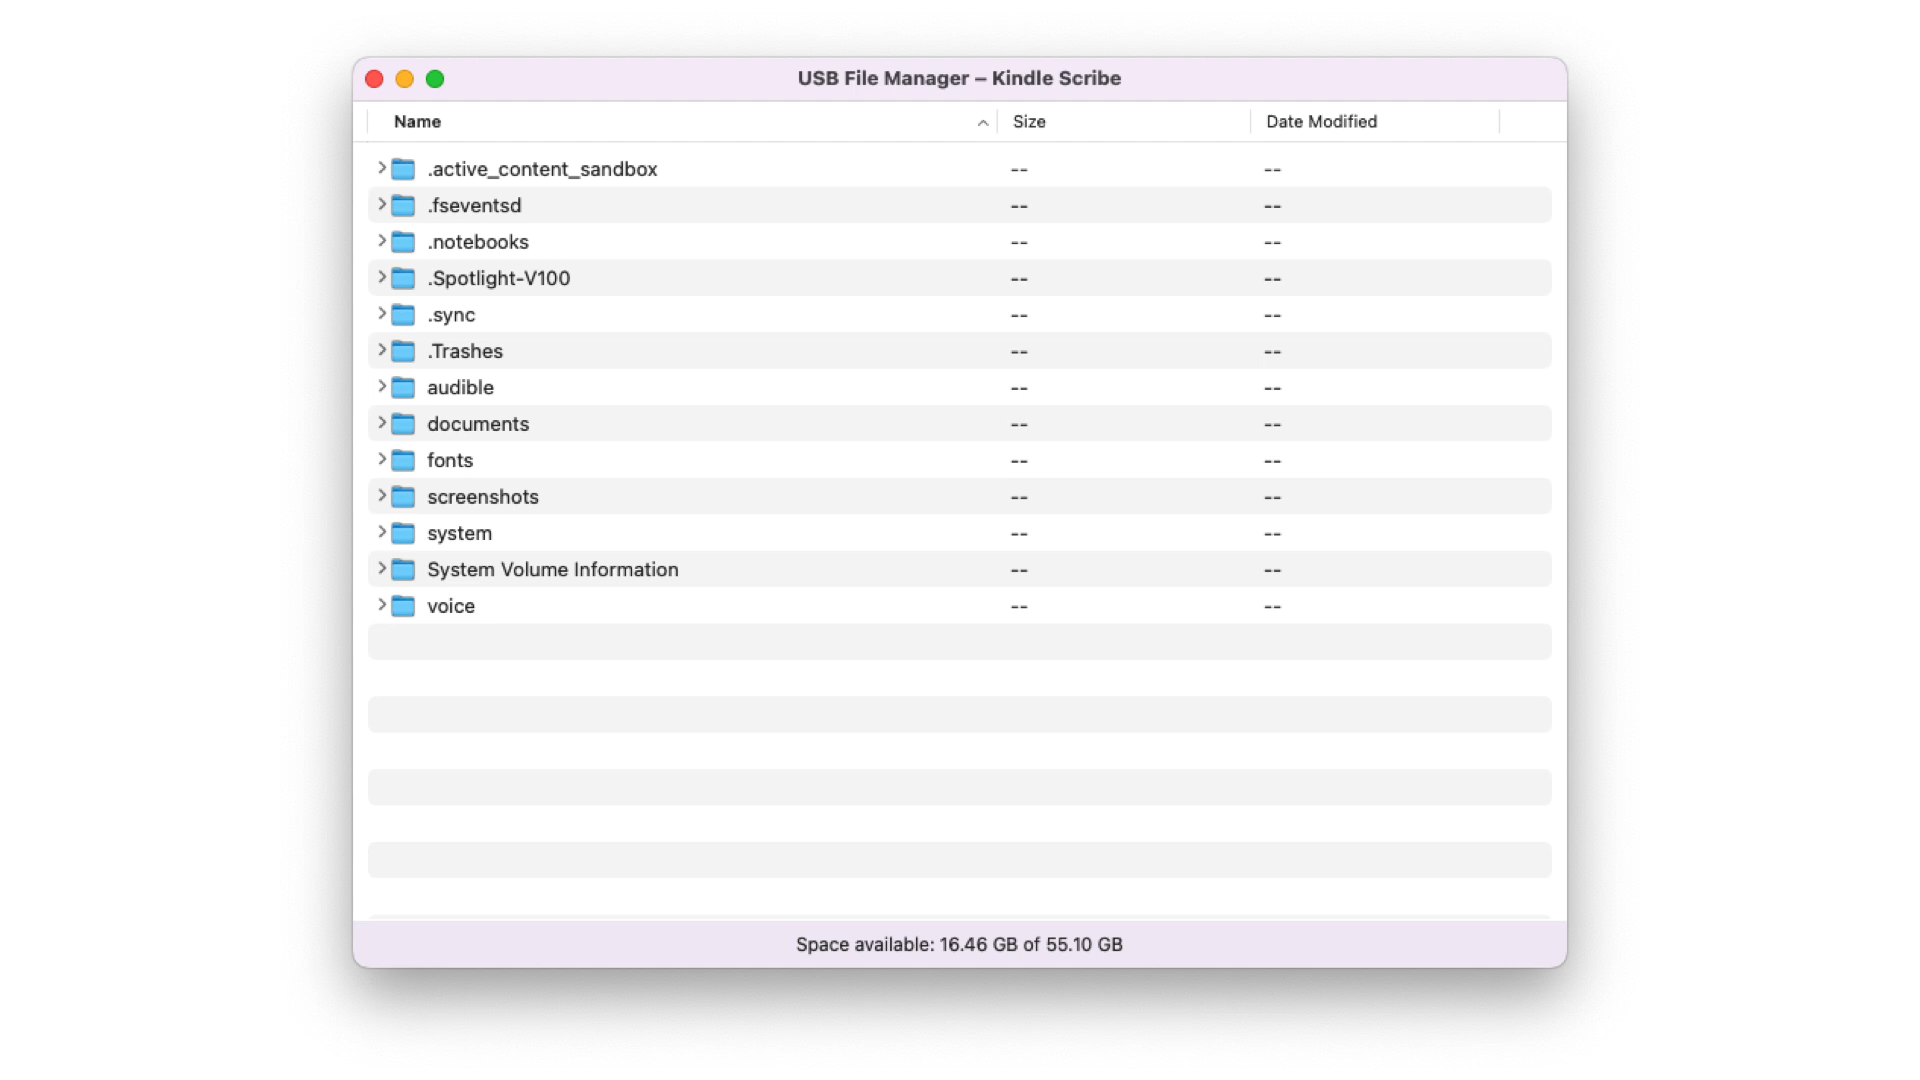 USB File Manager – Kindle Scribe
Name Size Date Modified
.active_content_sandbox -- --
.fseventsd -- --
.notebooks -- --
.Spotlight-V100 -- --
.sync -- --
.Trashes -- --
audible -- --
documents -- --
fonts -- --
screenshots -- --
system -- --
System Volume Information -- --
voice -- --
Space available: 16.46 GB of 55.10 GB